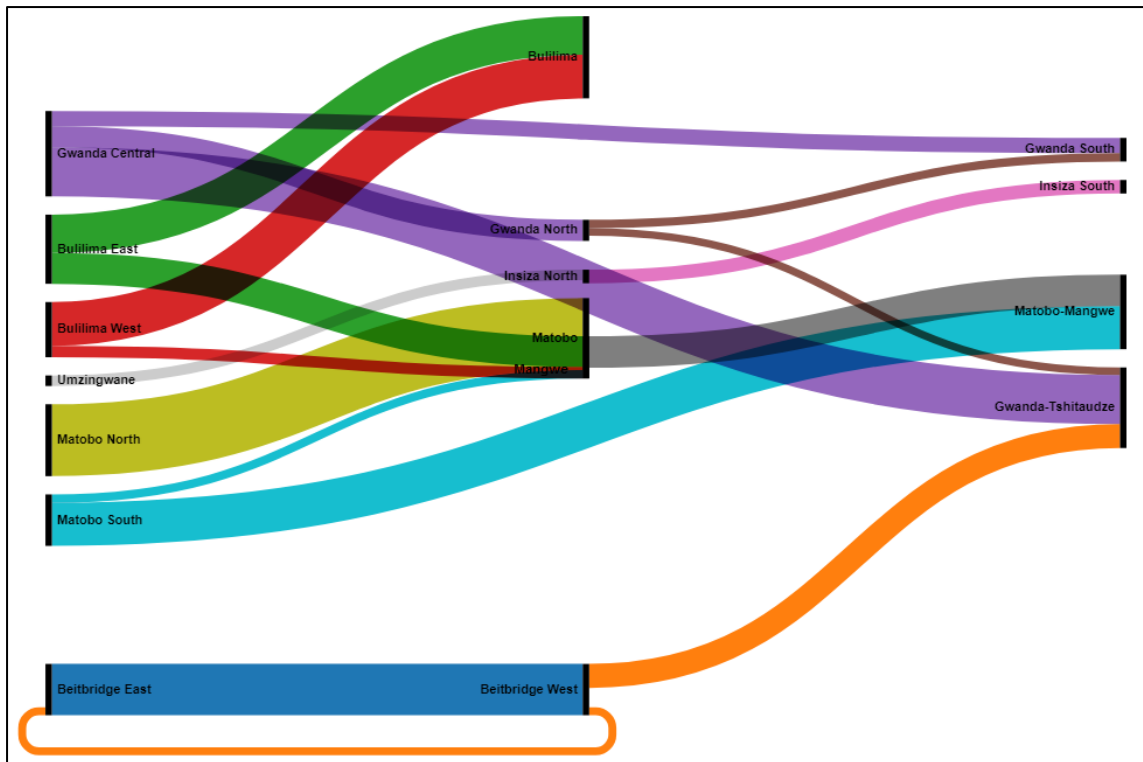 Bulilima
Gwanda Central
Gwanda South
Insiza South
Gwanda North
Bulilima East
Insiza North
Matobo-Mangwe
Bulilima West
Matobo
Mangwe
Umzingwane
Gwanda-Tshitaudze
Matobo North
Matobo South
Beitbridge East
Beitbridge West